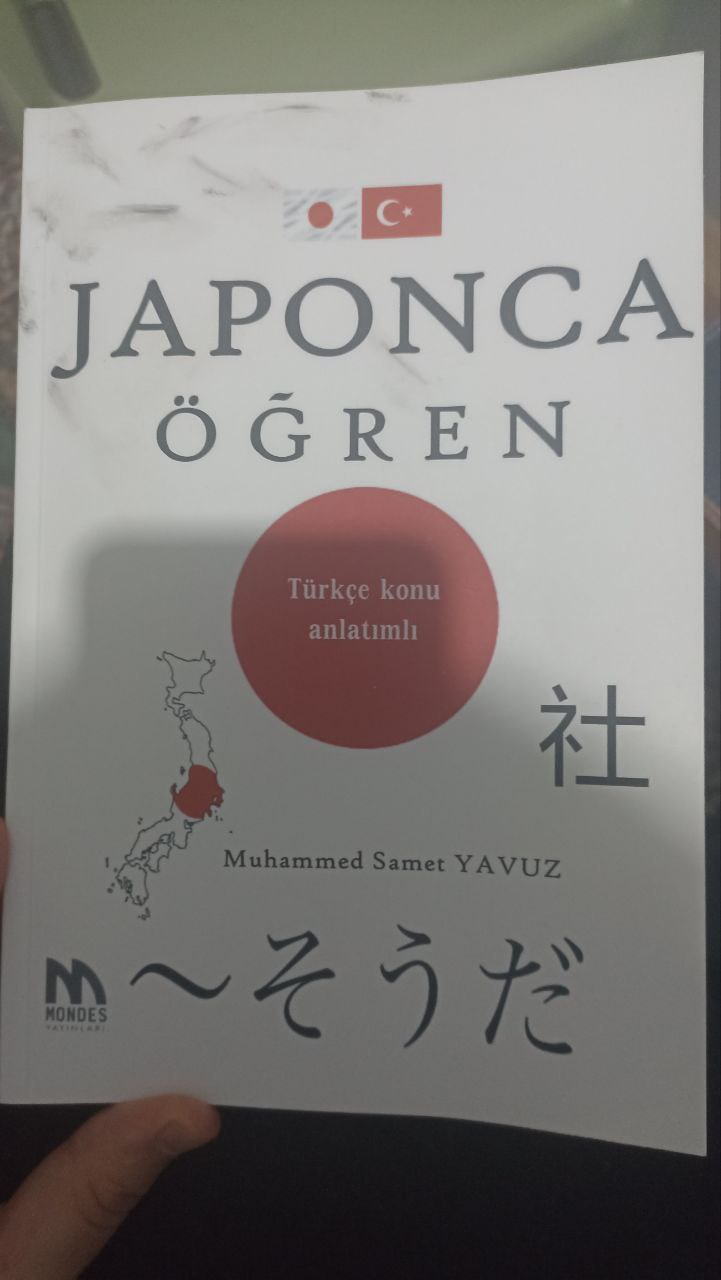 JAPONCA
ÖĞREN
Türkçe konu
anlatımlı
社
Muhammed Samet YAVUZ
~そうだ
MONDES
YAYINLARI